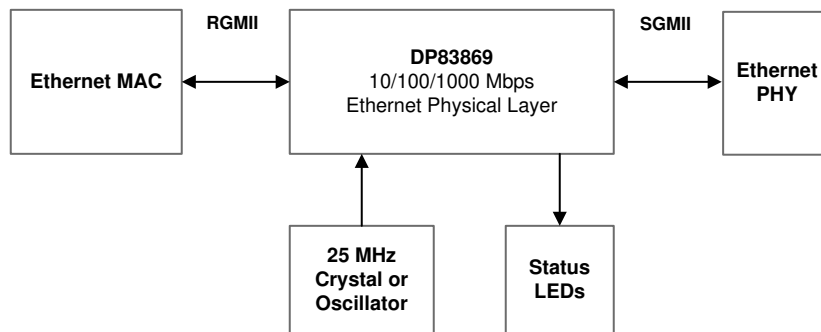 RGMII
SGMII
Ethernet MAC
DP83869
10/100/1000 Mbps
Ethernet Physical Layer
Ethernet
PHY
25 MHz
Crystal or
Oscillator
Status
LEDs